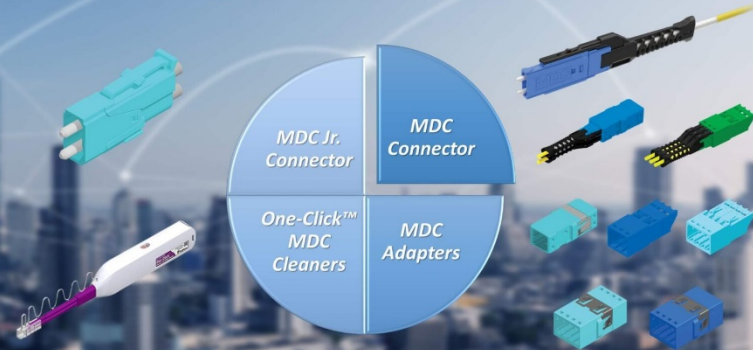 MDC Jr.
Connector
MDC
Connector
One-Click™
MDC
Cleaners
MDC
Adapters